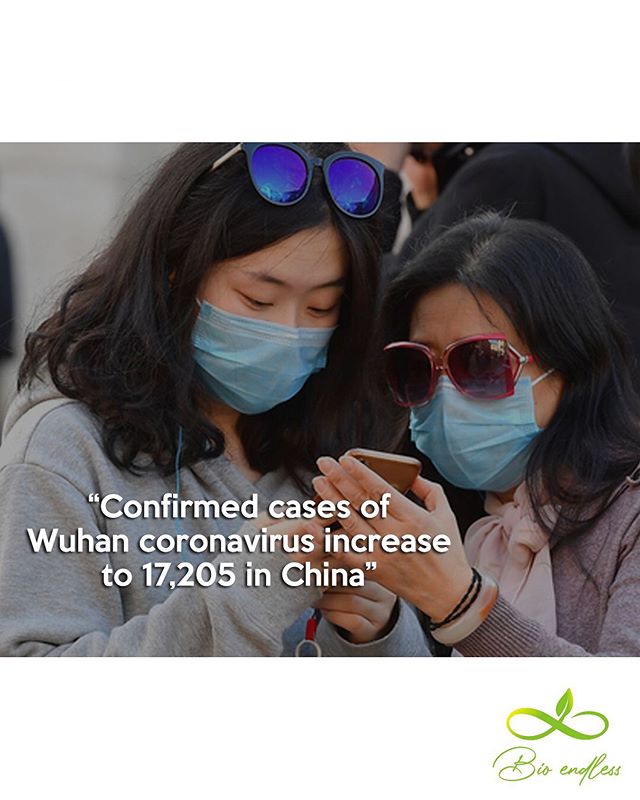 “Confirmed cases of
Wuhan coronavirus increase
to 17,205 in China”
Bio endless